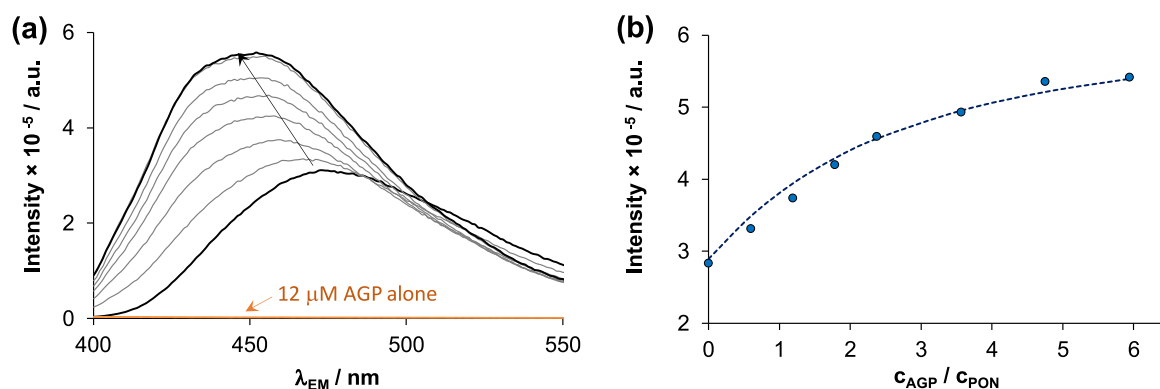 (a)
Intensity × 10⁻⁵ / a.u.
6
4
2
0
12 μM AGP alone
400
450
500
550
λEM / nm
(b)
Intensity × 10⁻⁵ / a.u.
6
5
4
3
2
0
1
2
3
4
5
6
cAGP / cPON